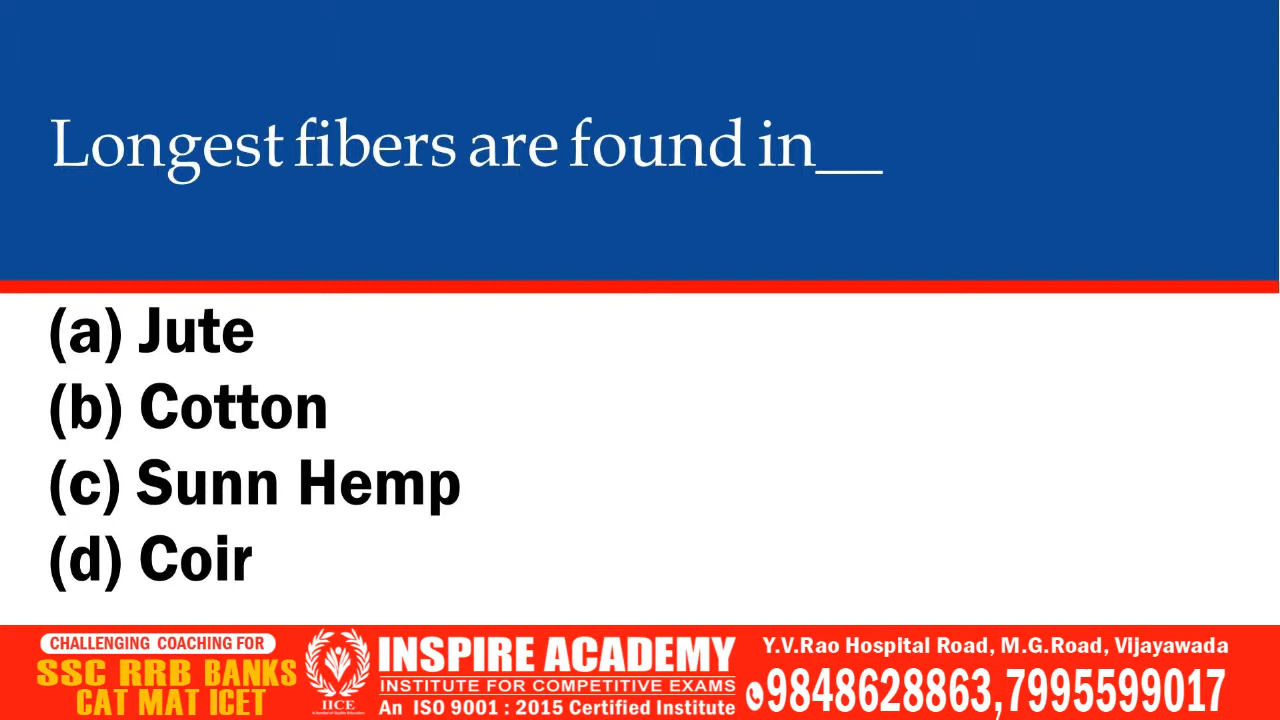 Longest fibers are found in__
(a) Jute
(b) Cotton
(c) Sunn Hemp
(d) Coir
CHALLENGING COACHING FOR
SSC RRB BANKS
CAT MAT ICET
IICE
INSPIRE ACADEMY
INSTITUTE FOR COMPETITIVE EXAMS
An ISO 9001 : 2015 Certified Institute
Y.V.Rao Hospital Road, M.G.Road, Vijayawada
9848628863,7995599017